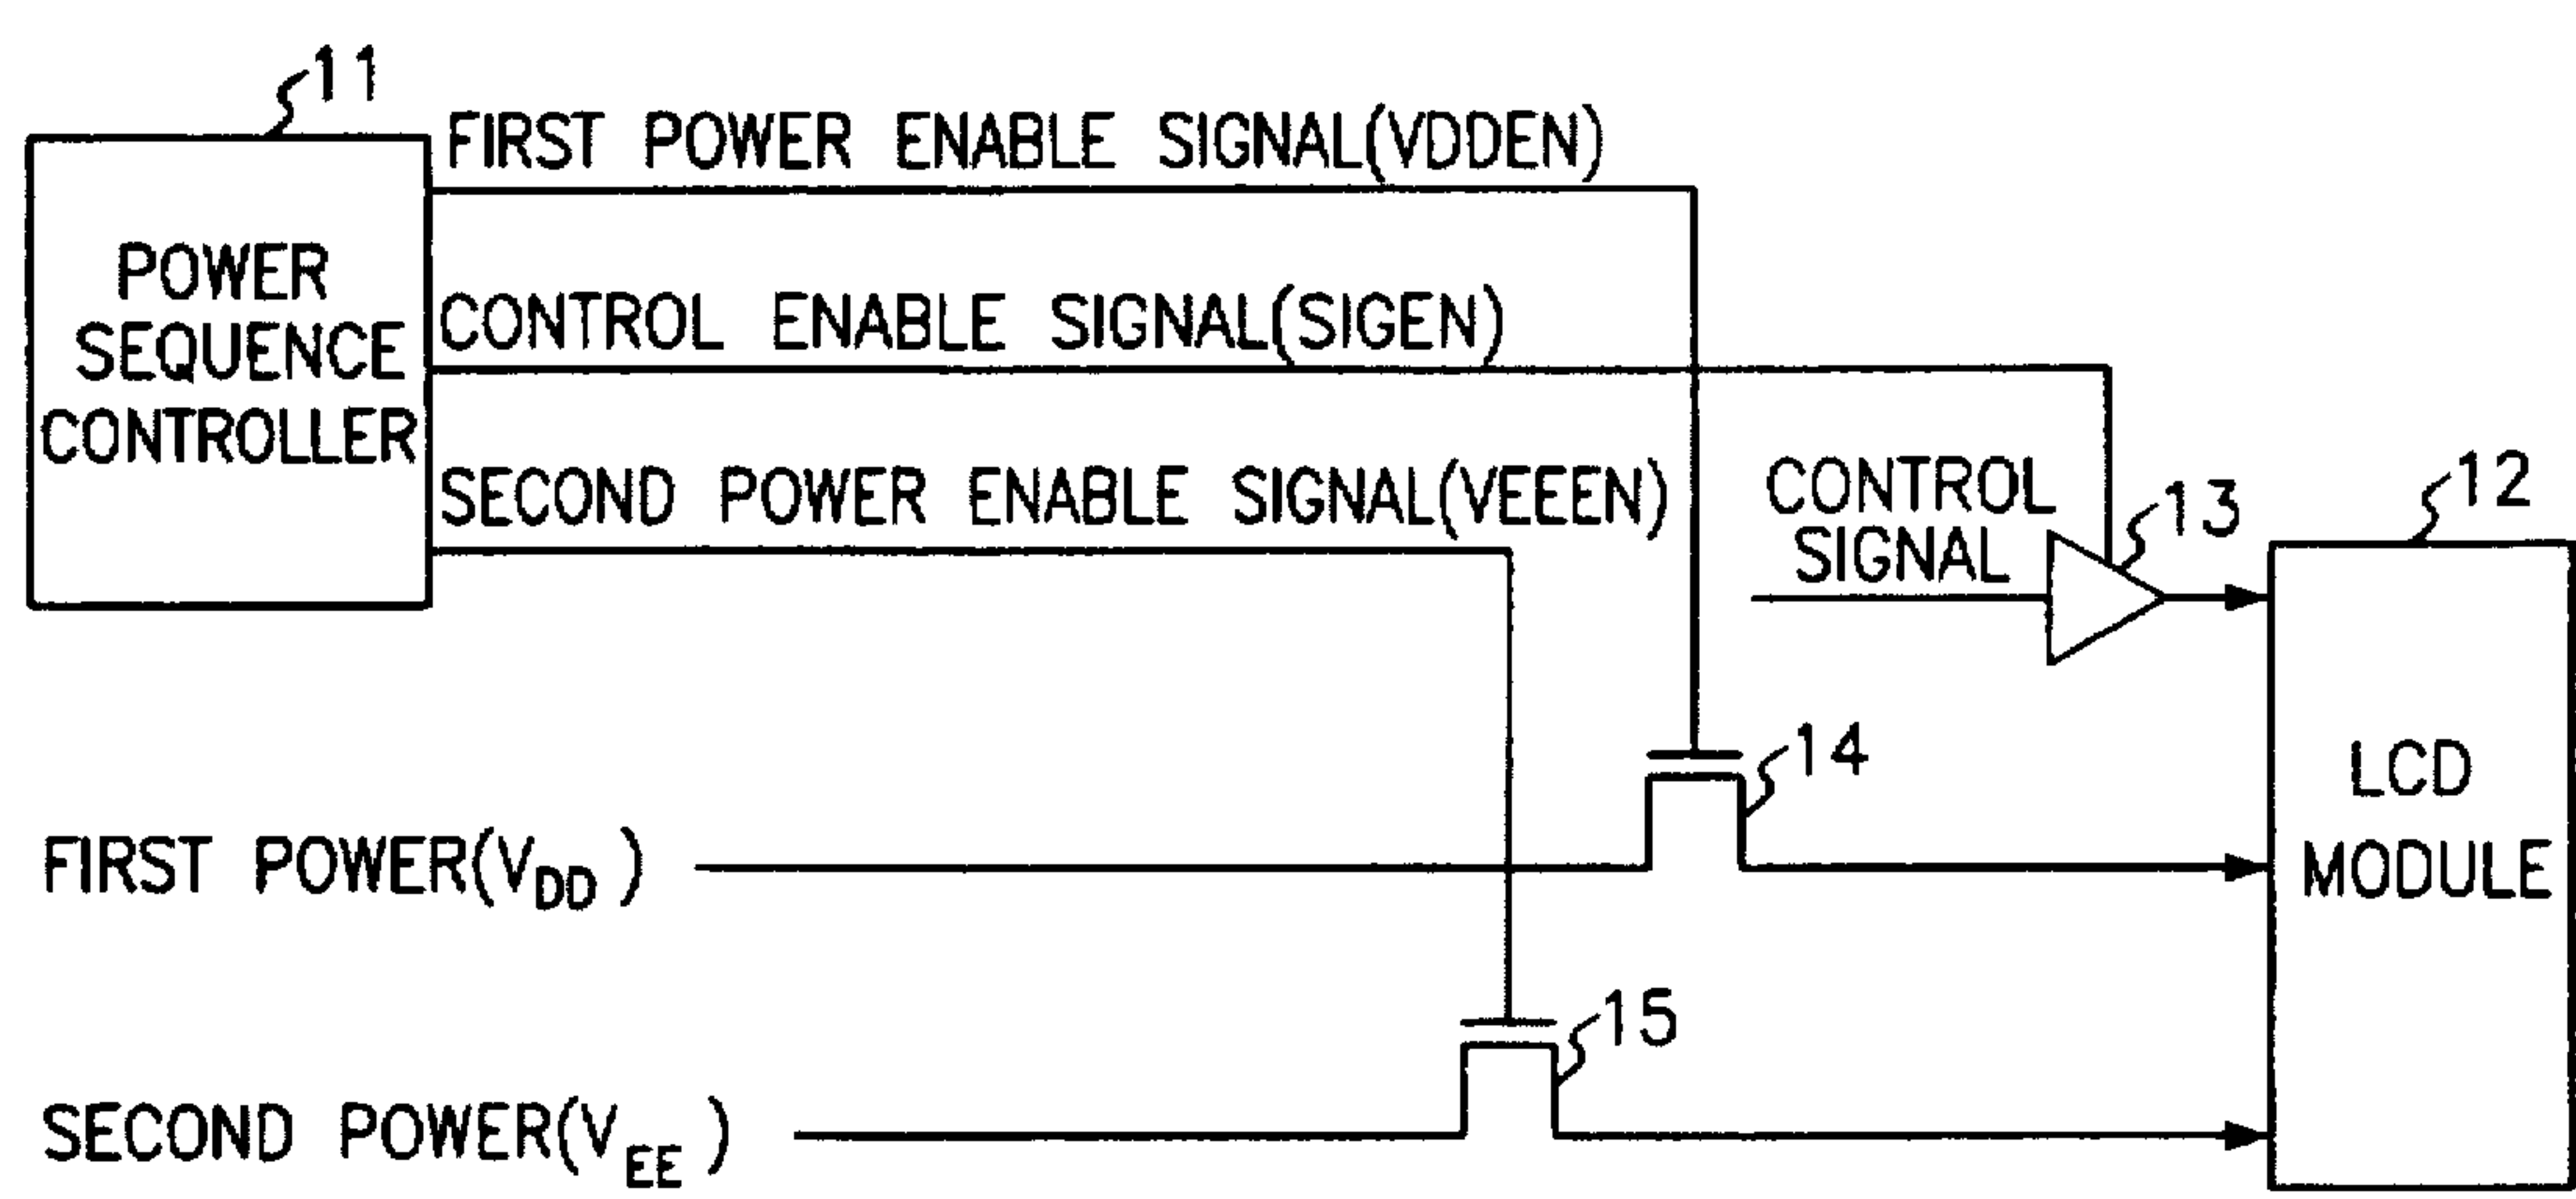 11
FIRST POWER ENABLE SIGNAL(VDDEN)
POWER
SEQUENCE
CONTROLLER
CONTROL ENABLE SIGNAL(SIGEN)
SECOND POWER ENABLE SIGNAL(VEEEN)
CONTROL
SIGNAL
13
12
14
LCD
MODULE
FIRST POWER(VDD)
15
SECOND POWER(VEE)